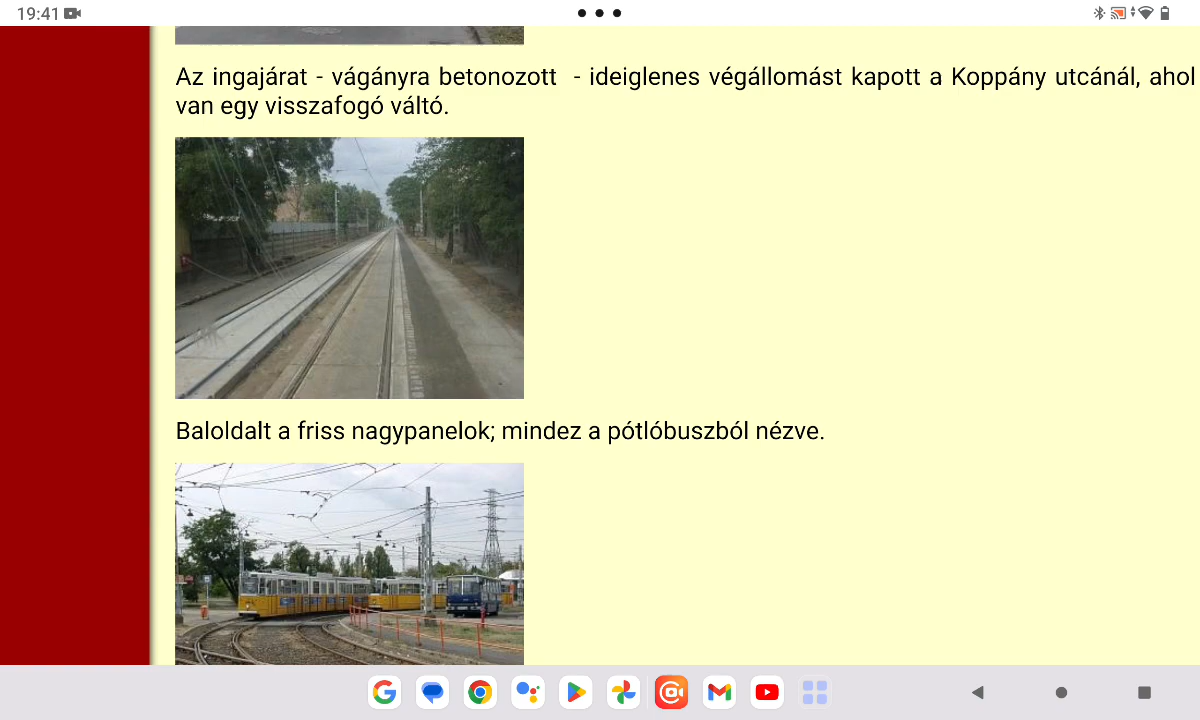 19:41
Az ingajárat - vágányra betonozott - ideiglenes végállomást kapott a Koppány utcánál, ahol
van egy visszafogó váltó.
Baloldalt a friss nagypanelok; mindez a pótlóbuszból nézve.